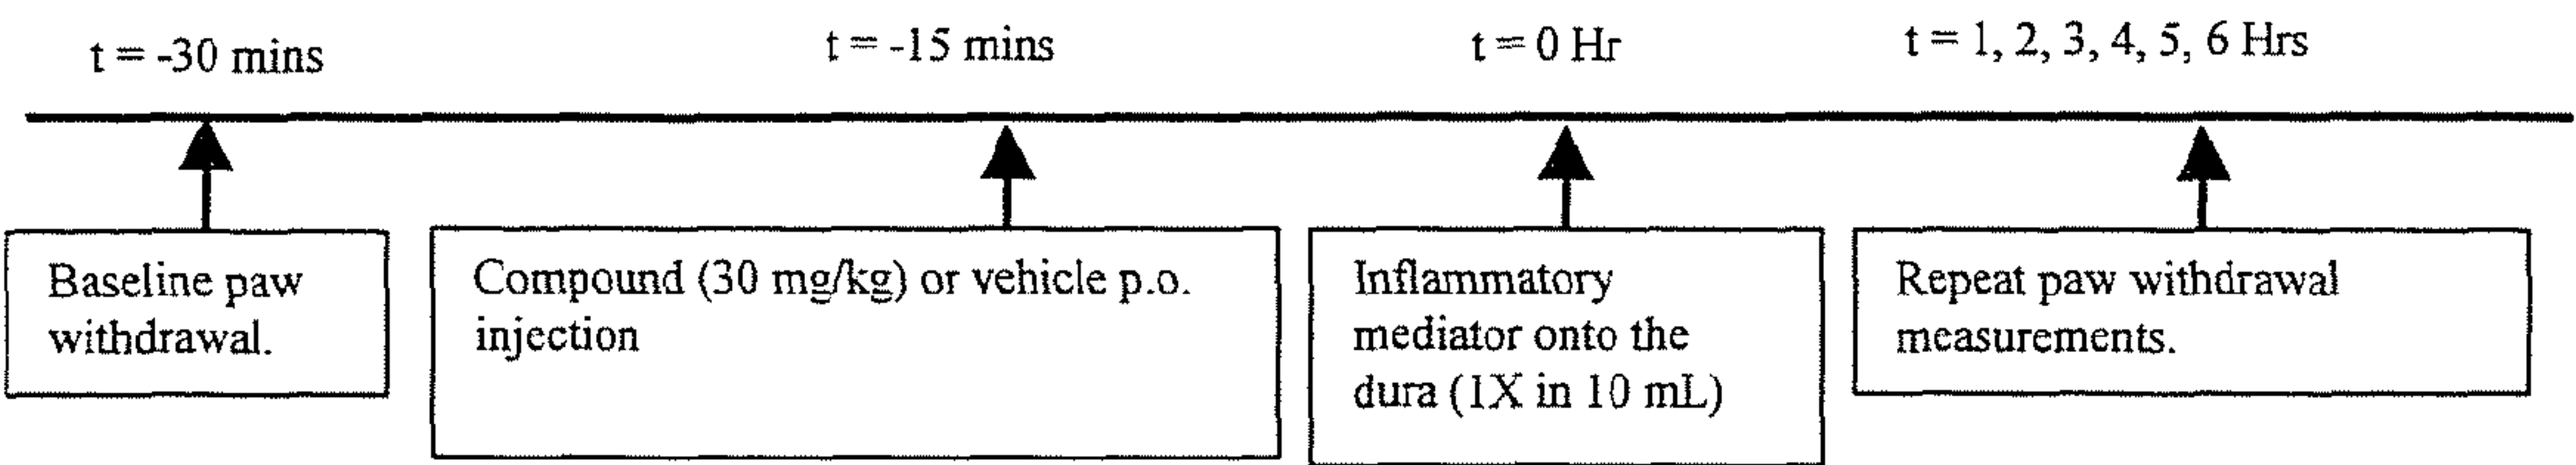 t = -30 mins
t = -15 mins
t = 0 Hr
t = 1, 2, 3, 4, 5, 6 Hrs
Baseline paw
withdrawal.
Compound (30 mg/kg) or vehicle p.o.
injection
Inflammatory
mediator onto the
dura (1X in 10 mL)
Repeat paw withdrawal
measurements.